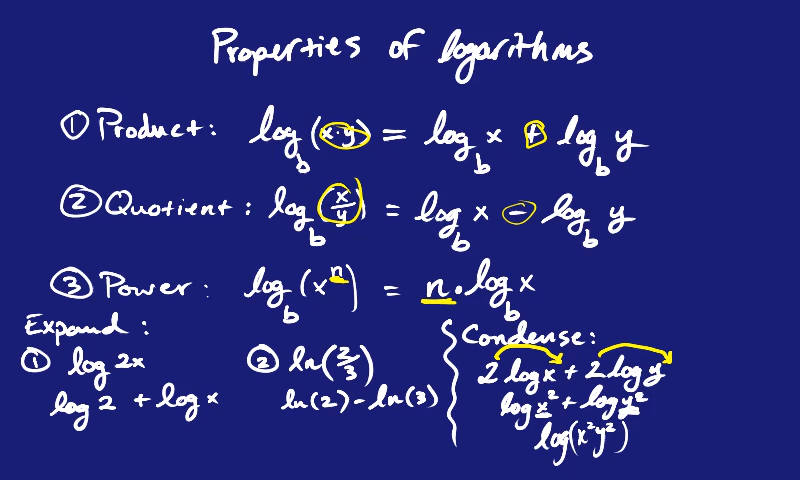 Properties of logarithms
① Product: log_b(x·y) = log_b x + log_b y
② Quotient: log_b(x/y) = log_b x − log_b y
③ Power: log_b(x^n) = n·log_b x
Expand:
① log 2x
log 2 + log x
② ln(2/3)
ln(2) − ln(3)
Condense:
2 log x + 2 log y
log x² + log y²
log(x²y²)